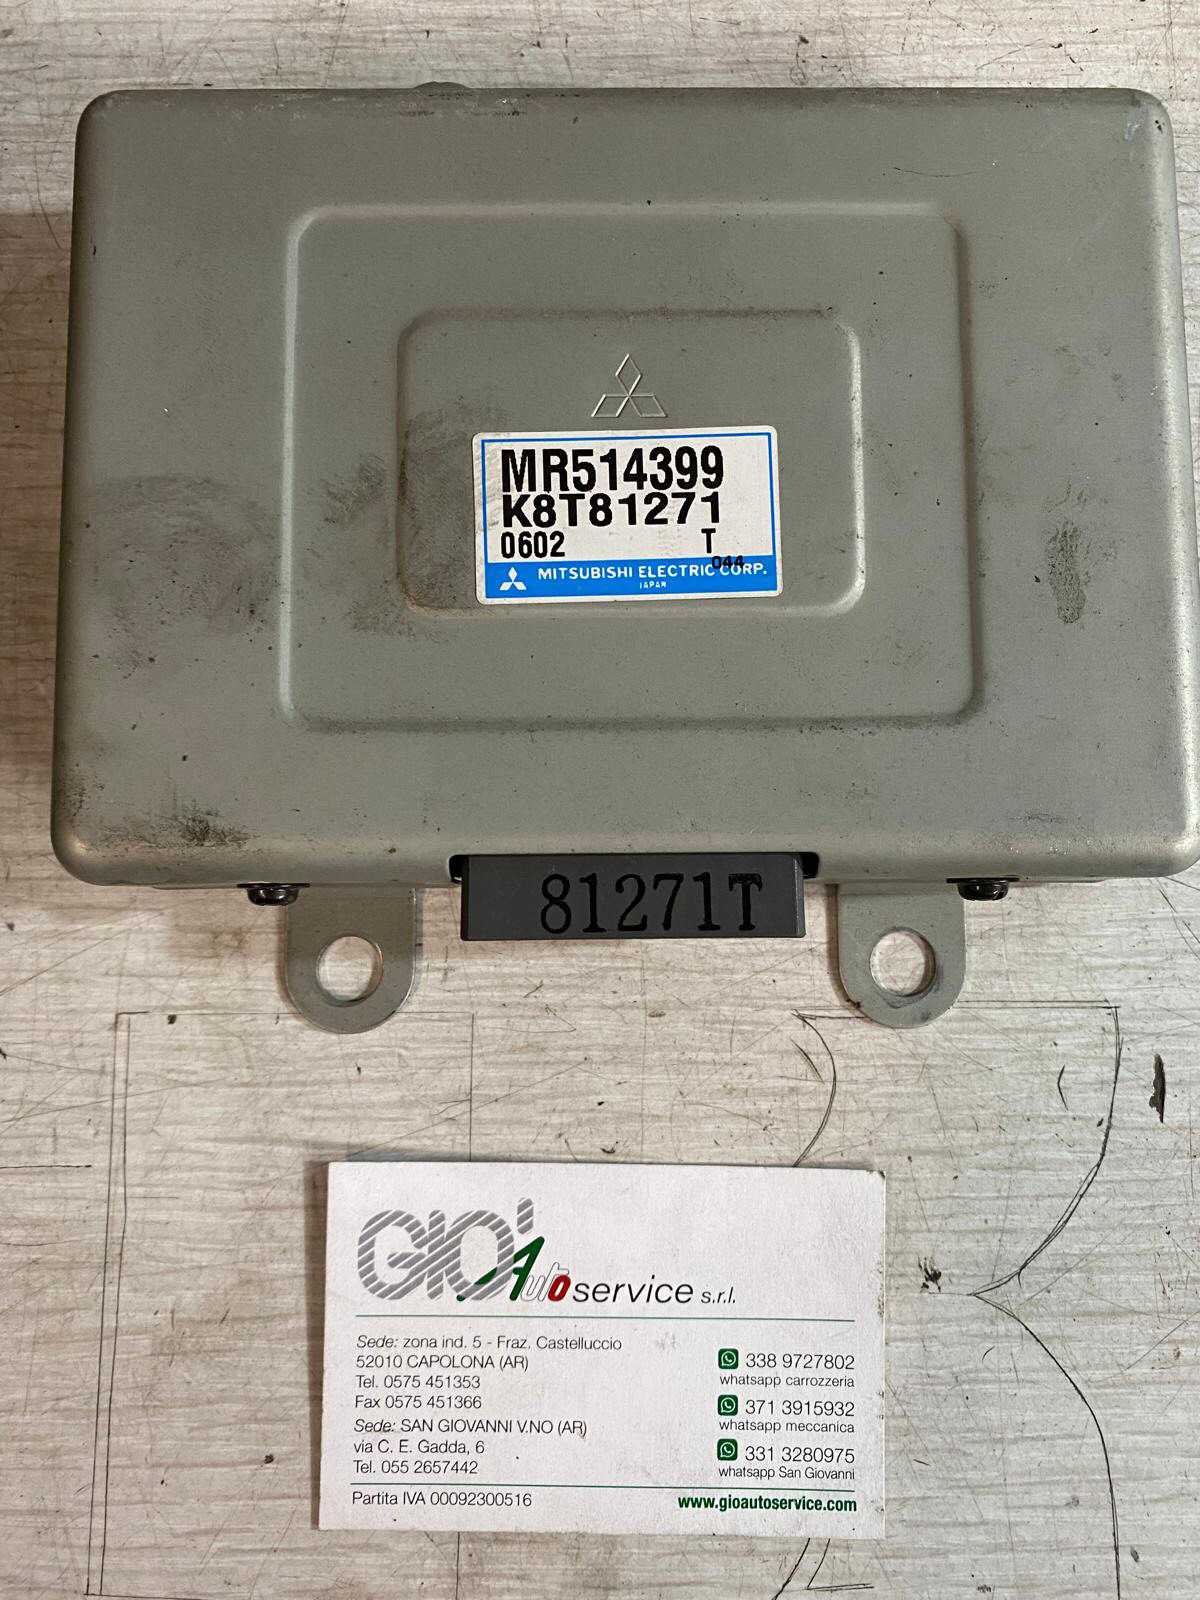 MR514399
K8T81271
0602 T
044
MITSUBISHI ELECTRIC CORP.
JAPAN
81271T
GIO'
Autoservice s.r.l.
Sede: zona ind. 5 - Fraz. Castelluccio
52010 CAPOLONA (AR)
Tel. 0575 451353
Fax 0575 451366
Sede: SAN GIOVANNI V.NO (AR)
via C. E. Gadda, 6
Tel. 055 2657442
338 9727802
whatsapp carrozzeria
371 3915932
whatsapp meccanica
331 3280975
whatsapp San Giovanni
Partita IVA 00092300516
www.gioautoservice.com